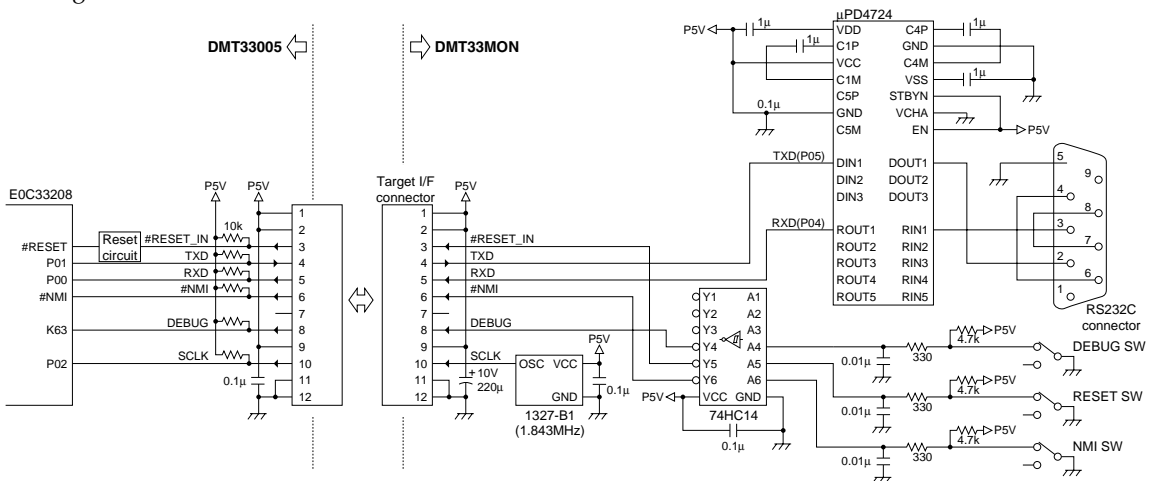 DMT33005
DMT33MON
E0C33208
#RESET
P01
P00
#NMI
K63
P02
Reset
circuit
P5V
P5V
10k
#RESET_IN
TXD
RXD
#NMI
DEBUG
SCLK
0.1µ
1
2
3
4
5
6
7
8
9
10
11
12
Target I/F
connector
P5V
1
2
3
4
5
6
7
8
9
10
11
12
#RESET_IN
TXD
RXD
#NMI
DEBUG
SCLK
+10V
220µ
OSC VCC
GND
1327-B1
(1.843MHz)
P5V
0.1µ
µPD4724
P5V
1µ
1µ
0.1µ
VDD
C1P
VCC
C1M
C5P
GND
C5M
DIN1
DIN2
DIN3
ROUT1
ROUT2
ROUT3
ROUT4
ROUT5
C4P
GND
C4M
VSS
STBYN
VCHA
EN
DOUT1
DOUT2
DOUT3
RIN1
RIN2
RIN3
RIN4
RIN5
1µ
1µ
P5V
TXD(P05)
RXD(P04)
5
9
4
8
3
7
2
6
1
RS232C
connector
Y1 A1
Y2 A2
Y3 A3
Y4 A4
Y5 A5
Y6 A6
VCC GND
74HC14
P5V
0.1µ
0.01µ
330
4.7k
P5V
DEBUG SW
0.01µ
330
4.7k
P5V
RESET SW
0.01µ
330
4.7k
P5V
NMI SW